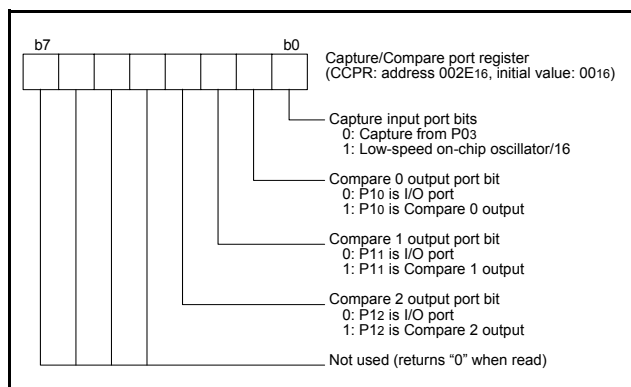 b7 b0
Capture/Compare port register
(CCPR: address 002E16, initial value: 0016)
Capture input port bits
0: Capture from P03
1: Low-speed on-chip oscillator/16
Compare 0 output port bit
0: P10 is I/O port
1: P10 is Compare 0 output
Compare 1 output port bit
0: P11 is I/O port
1: P11 is Compare 1 output
Compare 2 output port bit
0: P12 is I/O port
1: P12 is Compare 2 output
Not used (returns “0” when read)